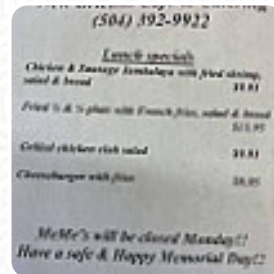 (504) 392-9922
Lunch specials
Chicken & Sausage Jambalaya with fried shrimp,
salad & bread
Fried ½ & ½ plate with French fries, salad & bread
Grilled chicken club salad
Cheeseburger with fries
MeMe's will be closed Monday!!
Have a safe & Happy Memorial Day!!